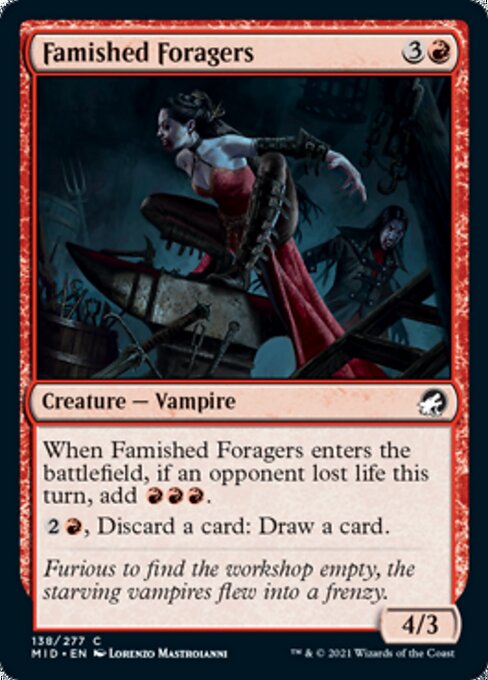 Famished Foragers 3
Creature — Vampire
When Famished Foragers enters the
battlefield, if an opponent lost life this
turn, add .
2 , Discard a card: Draw a card.
Furious to find the workshop empty, the
starving vampires flew into a frenzy.
4/3
138/277 C
MID • EN Lorenzo Mastroianni
™ & © 2021 Wizards of the Coast